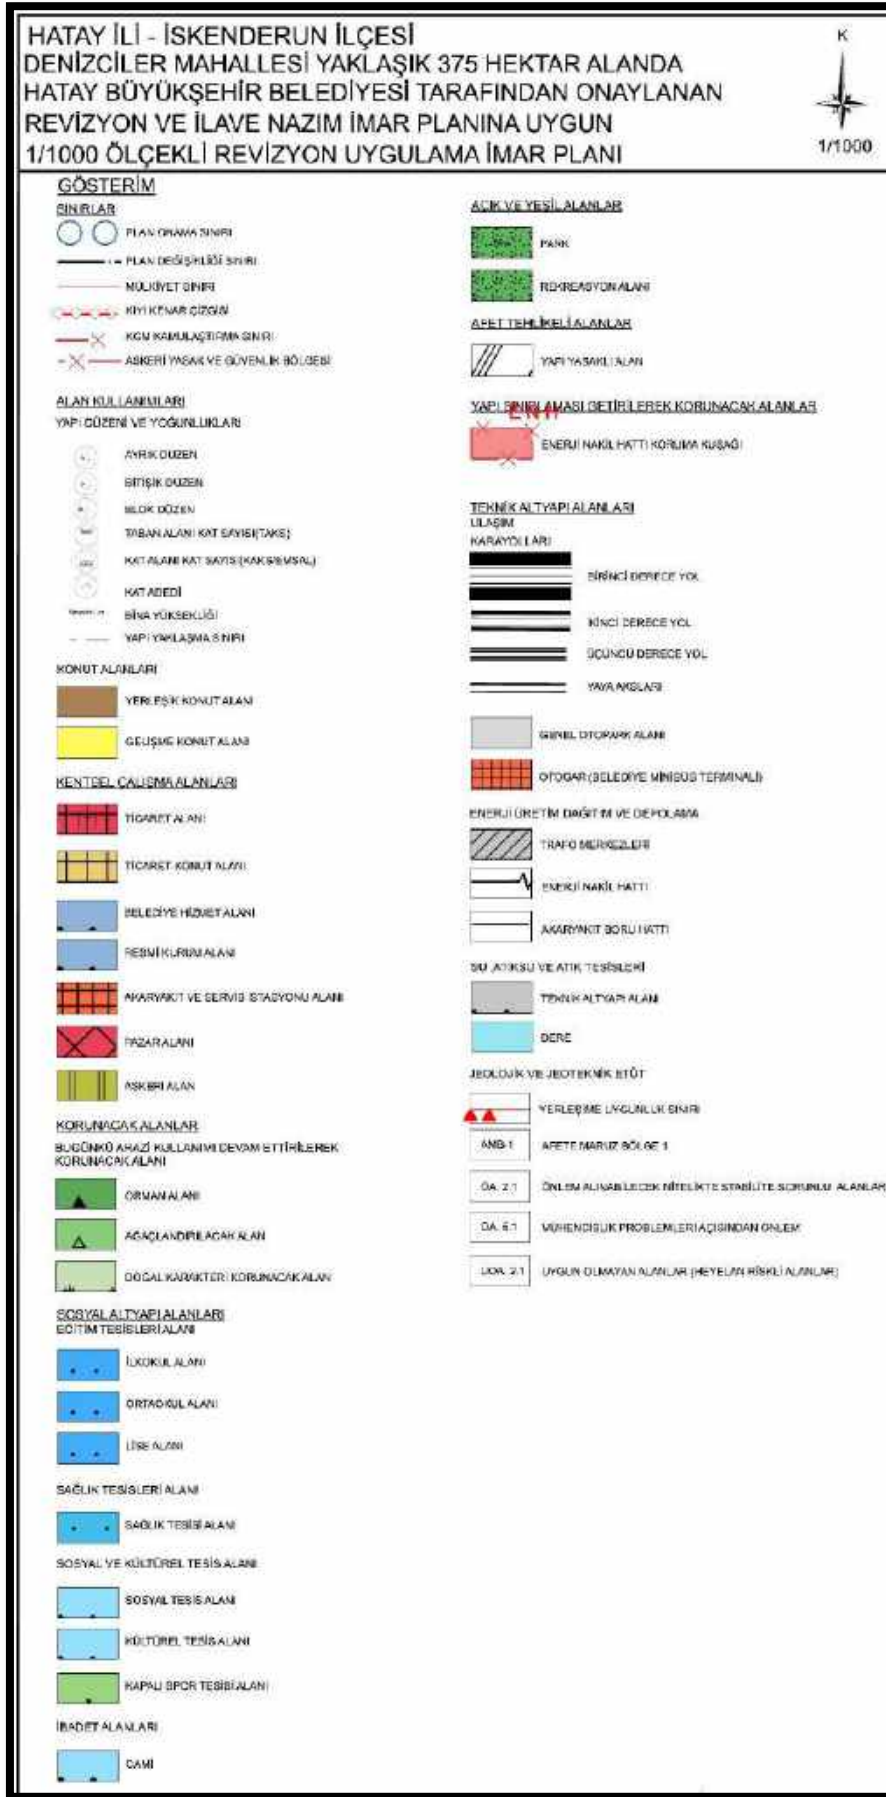 HATAY İLİ - İSKENDERUN İLÇESİ
DENİZCİLER MAHALLESİ YAKLAŞIK 375 HEKTAR ALANDA
HATAY BÜYÜKŞEHİR BELEDİYESİ TARAFINDAN ONAYLANAN
REVİZYON VE İLAVE NAZIM İMAR PLANINA UYGUN
1/1000 ÖLÇEKLİ REVİZYON UYGULAMA İMAR PLANI
K
1/1000
GÖSTERİM
SINIRLAR
PLAN ONAMA SINIRI
PLAN DEĞİŞİKLİĞİ SINIRI
MÜLKİYET SINIRI
KIYI KENAR ÇİZGİSİ
KGM KAMULAŞTIRMA SINIRI
ASKERİ YASAK VE GÜVENLİK BÖLGESİ
ALAN KULLANIMLARI
YAPI DÜZENİ VE YOĞUNLUKLARI
AYRIK DÜZEN
BİTİŞİK DÜZEN
BLOK DÜZEN
TABAN ALANI KAT SAYISI(TAKS)
KAT ALANI KAT SAYISI(KAKS/EMSAL)
KAT ADEDİ
BİNA YÜKSEKLİĞİ
YAPI YAKLAŞMA SINIRI
KONUT ALANLARI
YERLEŞİK KONUT ALANI
GELİŞME KONUT ALANI
KENTSEL ÇALIŞMA ALANLARI
TİCARET ALANI
TİCARET-KONUT ALANI
BELEDİYE HİZMET ALANI
RESMİ KURUM ALANI
AKARYAKIT VE SERVİS İSTASYONU ALANI
PAZAR ALANI
ASKERİ ALAN
KORUNACAK ALANLAR
BUGÜNKÜ ARAZİ KULLANIMI DEVAM ETTİRİLEREK
KORUNACAK ALANI
ORMAN ALANI
AĞAÇLANDIRILACAK ALAN
DOĞAL KARAKTERİ KORUNACAK ALAN
SOSYAL ALTYAPI ALANLARI
EĞİTİM TESİSLERİ ALANI
İLKOKUL ALANI
ORTAOKUL ALANI
LİSE ALANI
SAĞLIK TESİSLERİ ALANI
SAĞLIK TESİSİ ALANI
SOSYAL VE KÜLTÜREL TESİS ALANI
SOSYAL TESİS ALANI
KÜLTÜREL TESİS ALANI
KAPALI SPOR TESİSİ ALANI
İBADET ALANLARI
CAMİ
AÇIK VE YEŞİL ALANLAR
PARK
REKREASYON ALANI
AFET TEHLİKELİ ALANLAR
YAPI YASAKLI ALAN
YAPI SINIRLAMASI GETİRİLEREK KORUNACAK ALANLAR
ENH
ENERJİ NAKİL HATTI KORUMA KUŞAĞI
TEKNİK ALTYAPI ALANLARI
ULAŞIM
KARAYOLLARI
BİRİNCİ DERECE YOL
İKİNCİ DERECE YOL
ÜÇÜNCÜ DERECE YOL
YAYA AKSLARI
GENEL OTOPARK ALANI
OTOGAR (BELEDİYE MİNİBÜS TERMİNALİ)
ENERJİ ÜRETİM DAĞITIM VE DEPOLAMA
TRAFO MERKEZLERİ
ENERJİ NAKİL HATTI
AKARYAKIT BORU HATTI
SU ,ATIKSU VE ATIK TESİSLERİ
TEKNİK ALTYAPI ALANI
DERE
JEOLOJİK VE JEOTEKNİK ETÜT
YERLEŞİME UYGUNLUK SINIRI
AMB-1 AFETE MARUZ BÖLGE 1
ÖA. 2.1 ÖNLEM ALINABİLECEK NİTELİKTE STABİLİTE SORUNLU ALANLAR
ÖA. 5.1 MÜHENDİSLİK PROBLEMLERİ AÇISINDAN ÖNLEM
UOA. 2.1 UYGUN OLMAYAN ALANLAR (HEYELAN RİSKLİ ALANLAR)